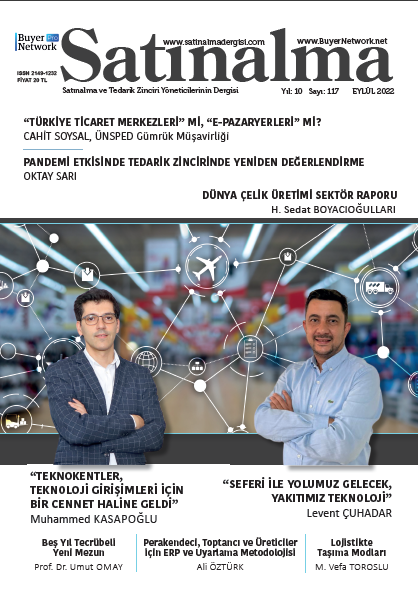 Buyer
Network
Pro
www.satinalmadergisi.com
www.BuyerNetwork.net
Satınalma
ISSN 2149-1232
FİYAT 20 TL
Satınalma ve Tedarik Zinciri Yöneticilerinin Dergisi
Yıl: 10 Sayı: 117 EYLÜL 2022
“TÜRKİYE TİCARET MERKEZLERİ” Mİ, “E-PAZARYERLERİ” Mİ?
CAHİT SOYSAL, ÜNSPED Gümrük Müşavirliği
PANDEMİ ETKİSİNDE TEDARİK ZİNCİRİNDE YENİDEN DEĞERLENDİRME
OKTAY SARI
DÜNYA ÇELİK ÜRETİMİ SEKTÖR RAPORU
H. Sedat BOYACIOĞULLARI
“TEKNOKENTLER,
TEKNOLOJİ GİRİŞİMLERİ İÇİN
BİR CENNET HALİNE GELDİ”
Muhammed KASAPOĞLU
“SEFERİ İLE YOLUMUZ GELECEK,
YAKITIMIZ TEKNOLOJİ”
Levent ÇUHADAR
Beş Yıl Tecrübeli
Yeni Mezun
Prof. Dr. Umut OMAY
Perakendeci, Toptancı ve Üreticiler
için ERP ve Uyarlama Metodolojisi
Ali ÖZTÜRK
Lojistikte
Taşıma Modları
M. Vefa TOROSLU